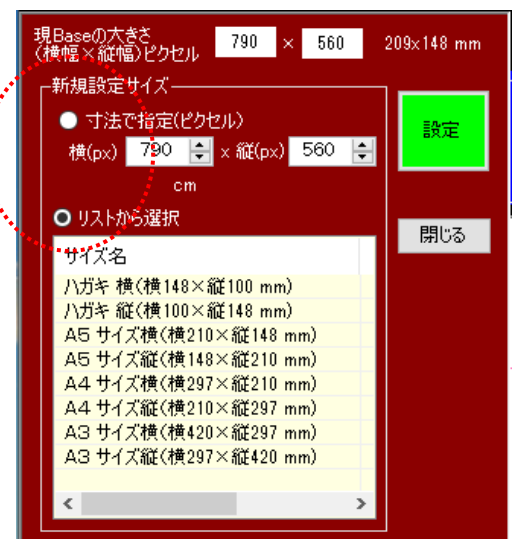 現Baseの大きさ
(横幅×縦幅)ピクセル 790 × 560 209x148 mm
新規設定サイズ
寸法で指定(ピクセル)
横(px) 790 x 縦(px) 560
cm
設定
リストから選択
閉じる
サイズ名
ハガキ 横(横148×縦100 mm)
ハガキ 縦(横100×縦148 mm)
A5 サイズ横(横210×縦148 mm)
A5 サイズ縦(横148×縦210 mm)
A4 サイズ横(横297×縦210 mm)
A4 サイズ縦(横210×縦297 mm)
A3 サイズ横(横420×縦297 mm)
A3 サイズ縦(横297×縦420 mm)